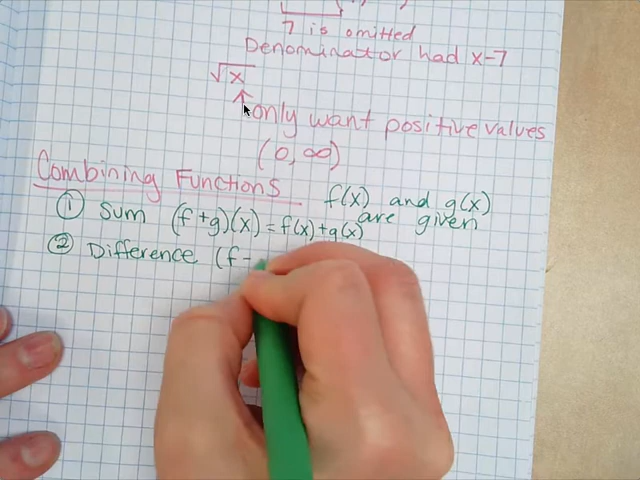 7 is omitted
Denominator had x-7
√x
only want positive values
(0,∞)
Combining Functions
f(x) and g(x)
are given
① Sum (f+g)(x)=f(x)+g(x)
② Difference (f-